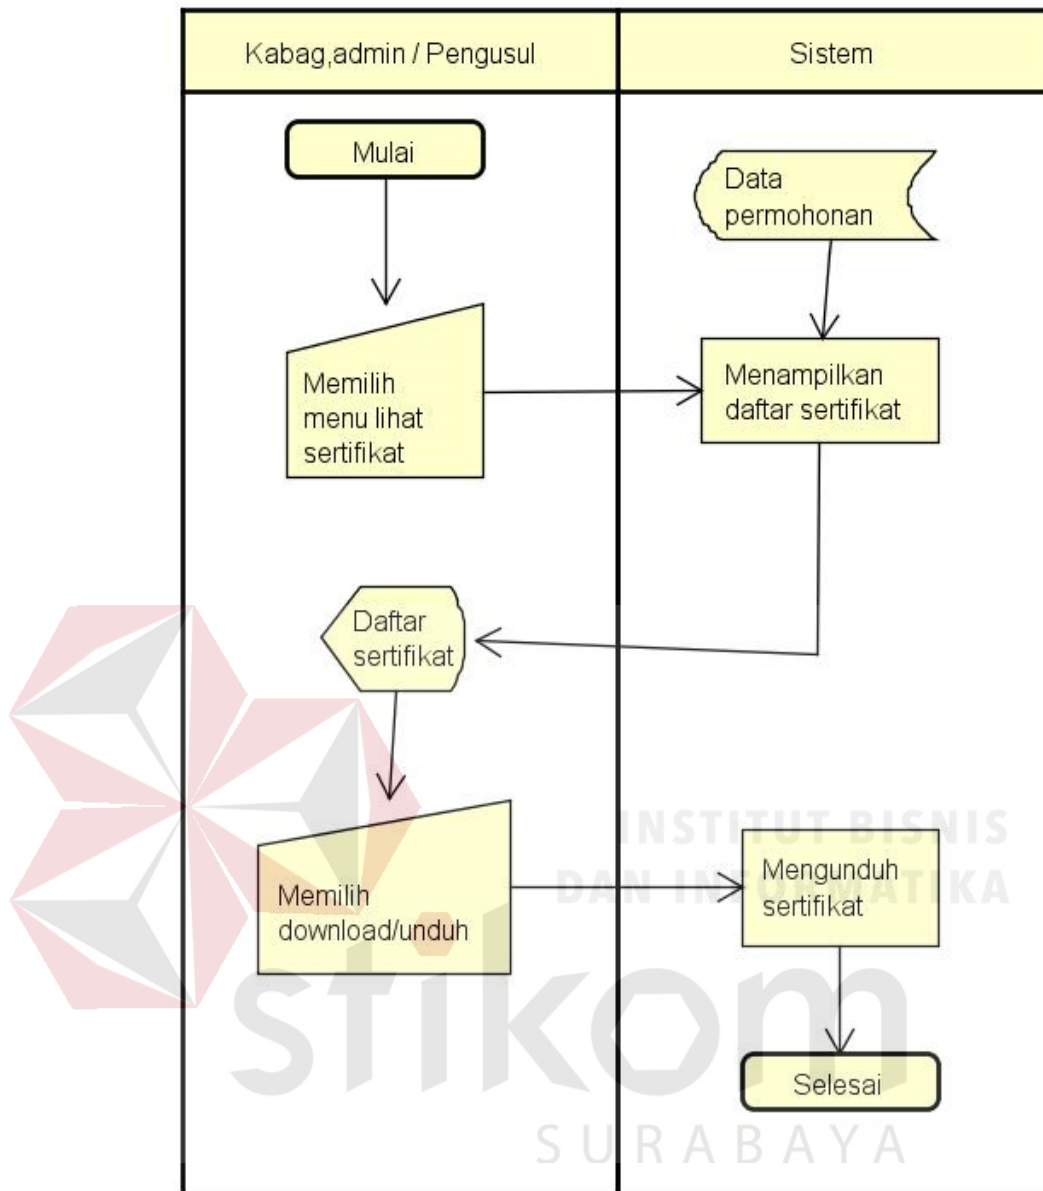 Kabag,admin / Pengusul
Sistem
Mulai
Data
permohonan
Memilih
menu lihat
sertifikat
Menampilkan
daftar sertifikat
Daftar
sertifikat
Memilih
download/unduh
Mengunduh
sertifikat
Selesai
INSTITUT BISNIS
DAN INFORMATIKA
stikom
SURABAYA